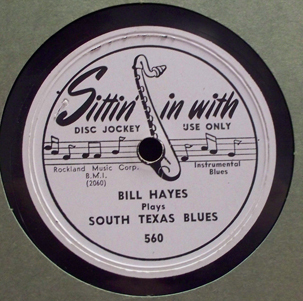 Sittin' in with
DISC JOCKEY USE ONLY
Rockland Music Corp.
B.M.I.
(2060)
Instrumental
Blues
BILL HAYES
Plays
SOUTH TEXAS BLUES
560